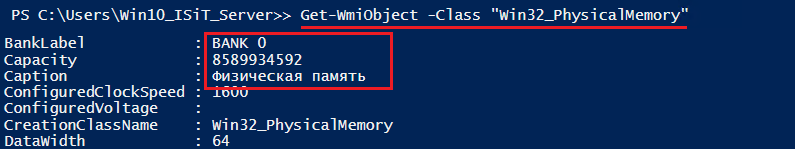 PS C:\Users\Win10_ISiT_Server>> Get-WmiObject -Class "Win32_PhysicalMemory"
BankLabel : BANK 0
Capacity : 8589934592
Caption : Физическая память
ConfiguredClockSpeed : 1600
ConfiguredVoltage :
CreationClassName : Win32_PhysicalMemory
DataWidth : 64